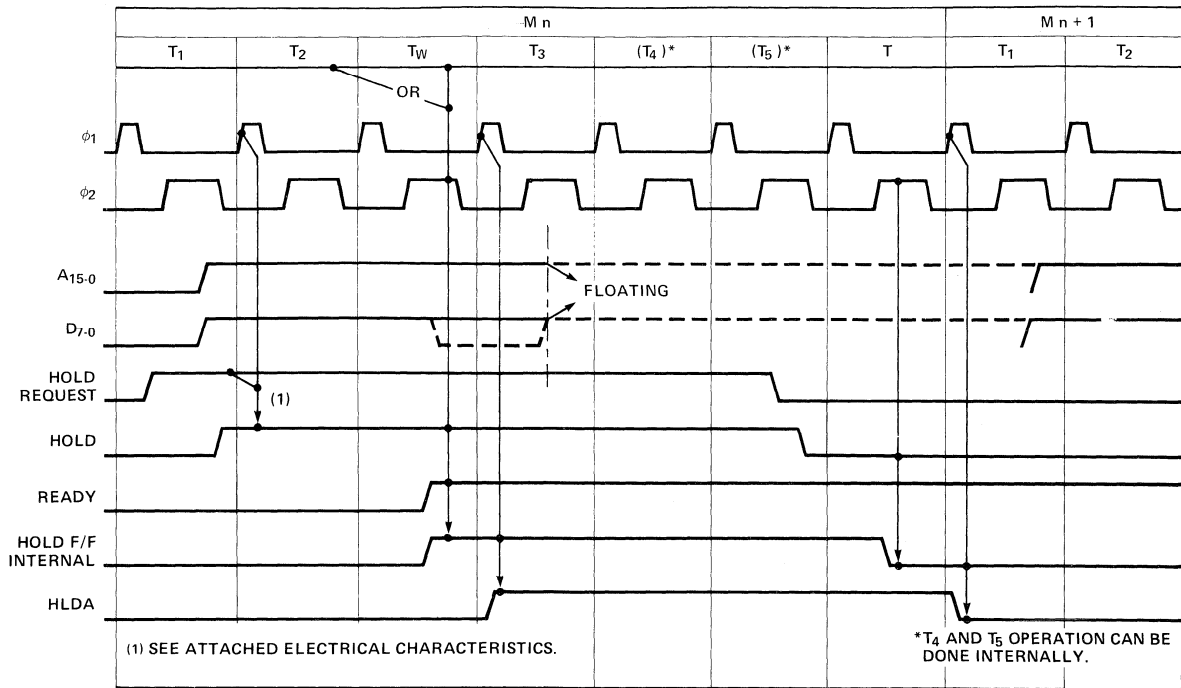 M n
M n + 1
T1
T2
TW
T3
(T4)*
(T5)*
T
T1
T2
OR
ϕ1
ϕ2
A15-0
FLOATING
D7-0
HOLD
REQUEST
(1)
HOLD
READY
HOLD F/F
INTERNAL
HLDA
(1) SEE ATTACHED ELECTRICAL CHARACTERISTICS.
*T4 AND T5 OPERATION CAN BE
DONE INTERNALLY.